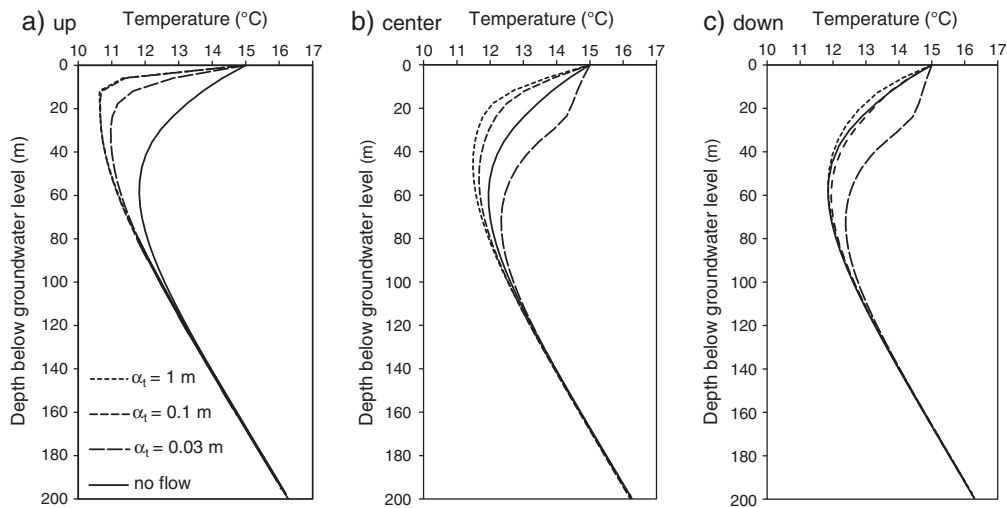 a) up
Temperature (°C)
10 11 12 13 14 15 16 17
Depth below groundwater level (m)
0
20
40
60
80
100
120
140
160
180
200
αt = 1 m
αt = 0.1 m
αt = 0.03 m
no flow
b) center
Temperature (°C)
10 11 12 13 14 15 16 17
Depth below groundwater level (m)
0
20
40
60
80
100
120
140
160
180
200
c) down
Temperature (°C)
10 11 12 13 14 15 16 17
Depth below groundwater level (m)
0
20
40
60
80
100
120
140
160
180
200